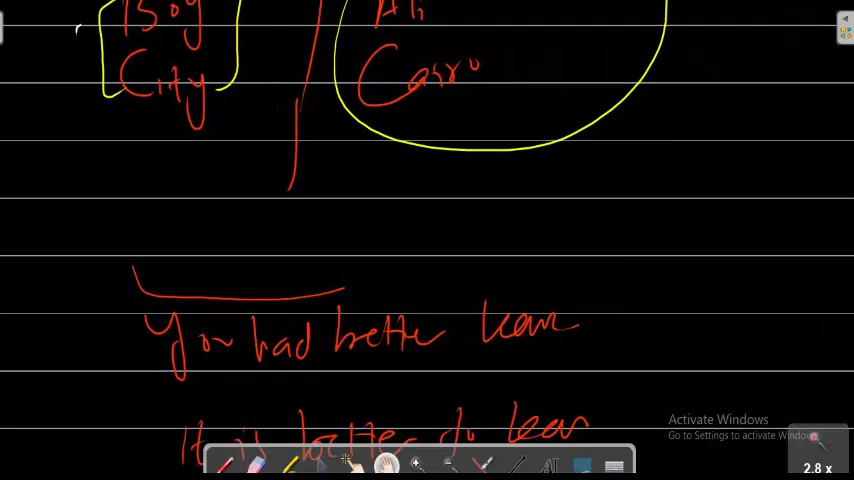 Boy
Ali
City
Cairo
You had better learn
It is better to learn
Activate Windows
Go to Settings to activate Windows.
2.8 x